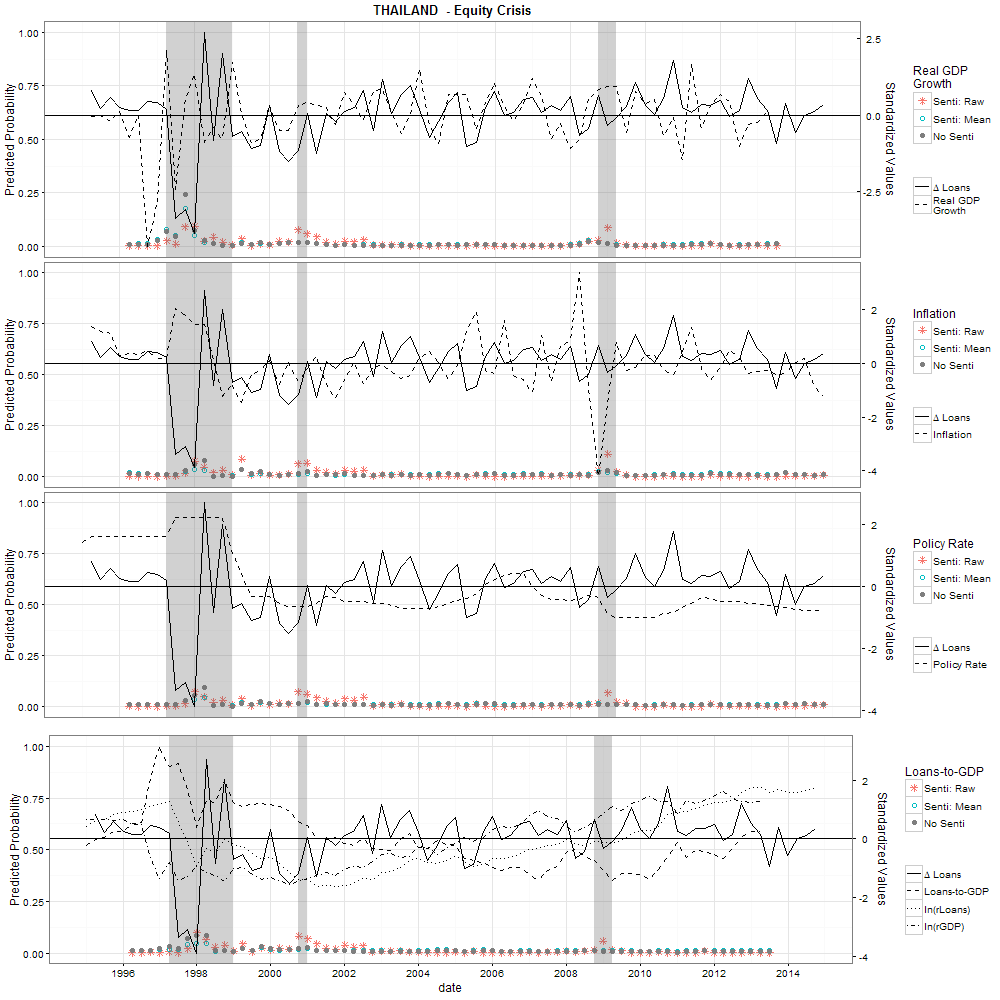 THAILAND - Equity Crisis
1.00
0.75
0.50
0.25
0.00
Predicted Probability
2.5
0.0
-2.5
Standardized Values
Real GDP
Growth
Senti: Raw
Senti: Mean
No Senti
Δ Loans
Real GDP
Growth
1.00
0.75
0.50
0.25
0.00
Predicted Probability
2
0
-2
-4
Standardized Values
Inflation
Senti: Raw
Senti: Mean
No Senti
Δ Loans
Inflation
1.00
0.75
0.50
0.25
0.00
Predicted Probability
2
0
-2
-4
Standardized Values
Policy Rate
Senti: Raw
Senti: Mean
No Senti
Δ Loans
Policy Rate
1.00
0.75
0.50
0.25
0.00
Predicted Probability
2
0
-2
-4
Standardized Values
Loans-to-GDP
Senti: Raw
Senti: Mean
No Senti
Δ Loans
Loans-to-GDP
ln(rLoans)
ln(rGDP)
1996
1998
2000
2002
2004
2006
2008
2010
2012
2014
date